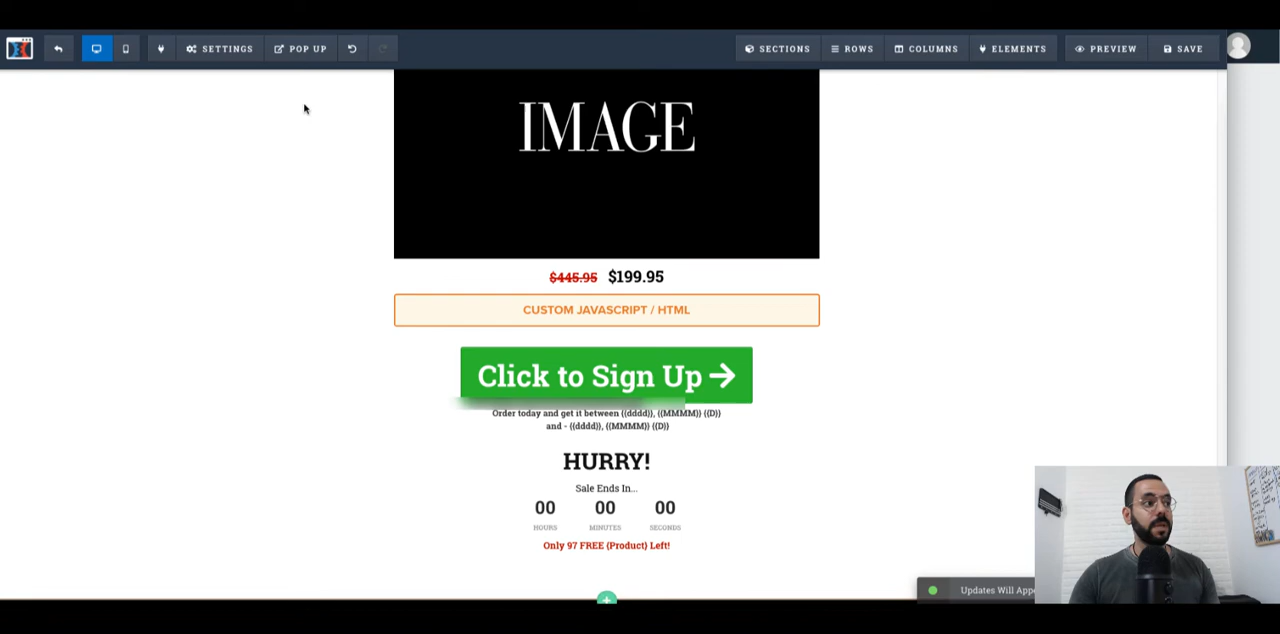 SETTINGS POP UP SECTIONS ROWS COLUMNS ELEMENTS PREVIEW SAVE
IMAGE
$445.95 $199.95
CUSTOM JAVASCRIPT / HTML
Click to Sign Up →
Order today and get it between {{dddd}}, {{MMMM}} {{D}}
and - {{dddd}}, {{MMMM}} {{D}}
HURRY!
Sale Ends In...
00 00 00
HOURS MINUTES SECONDS
Only 97 FREE {Product} Left!
Updates Will Appe